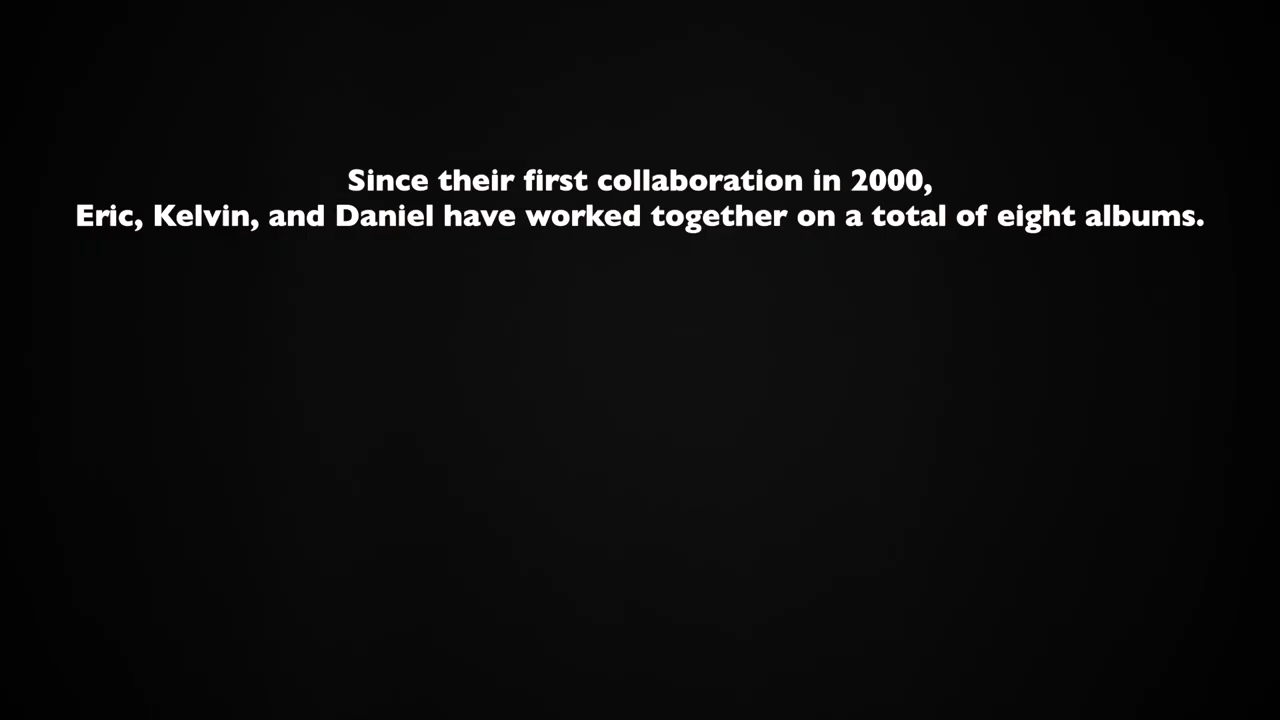 Since their first collaboration in 2000,
Eric, Kelvin, and Daniel have worked together on a total of eight albums.